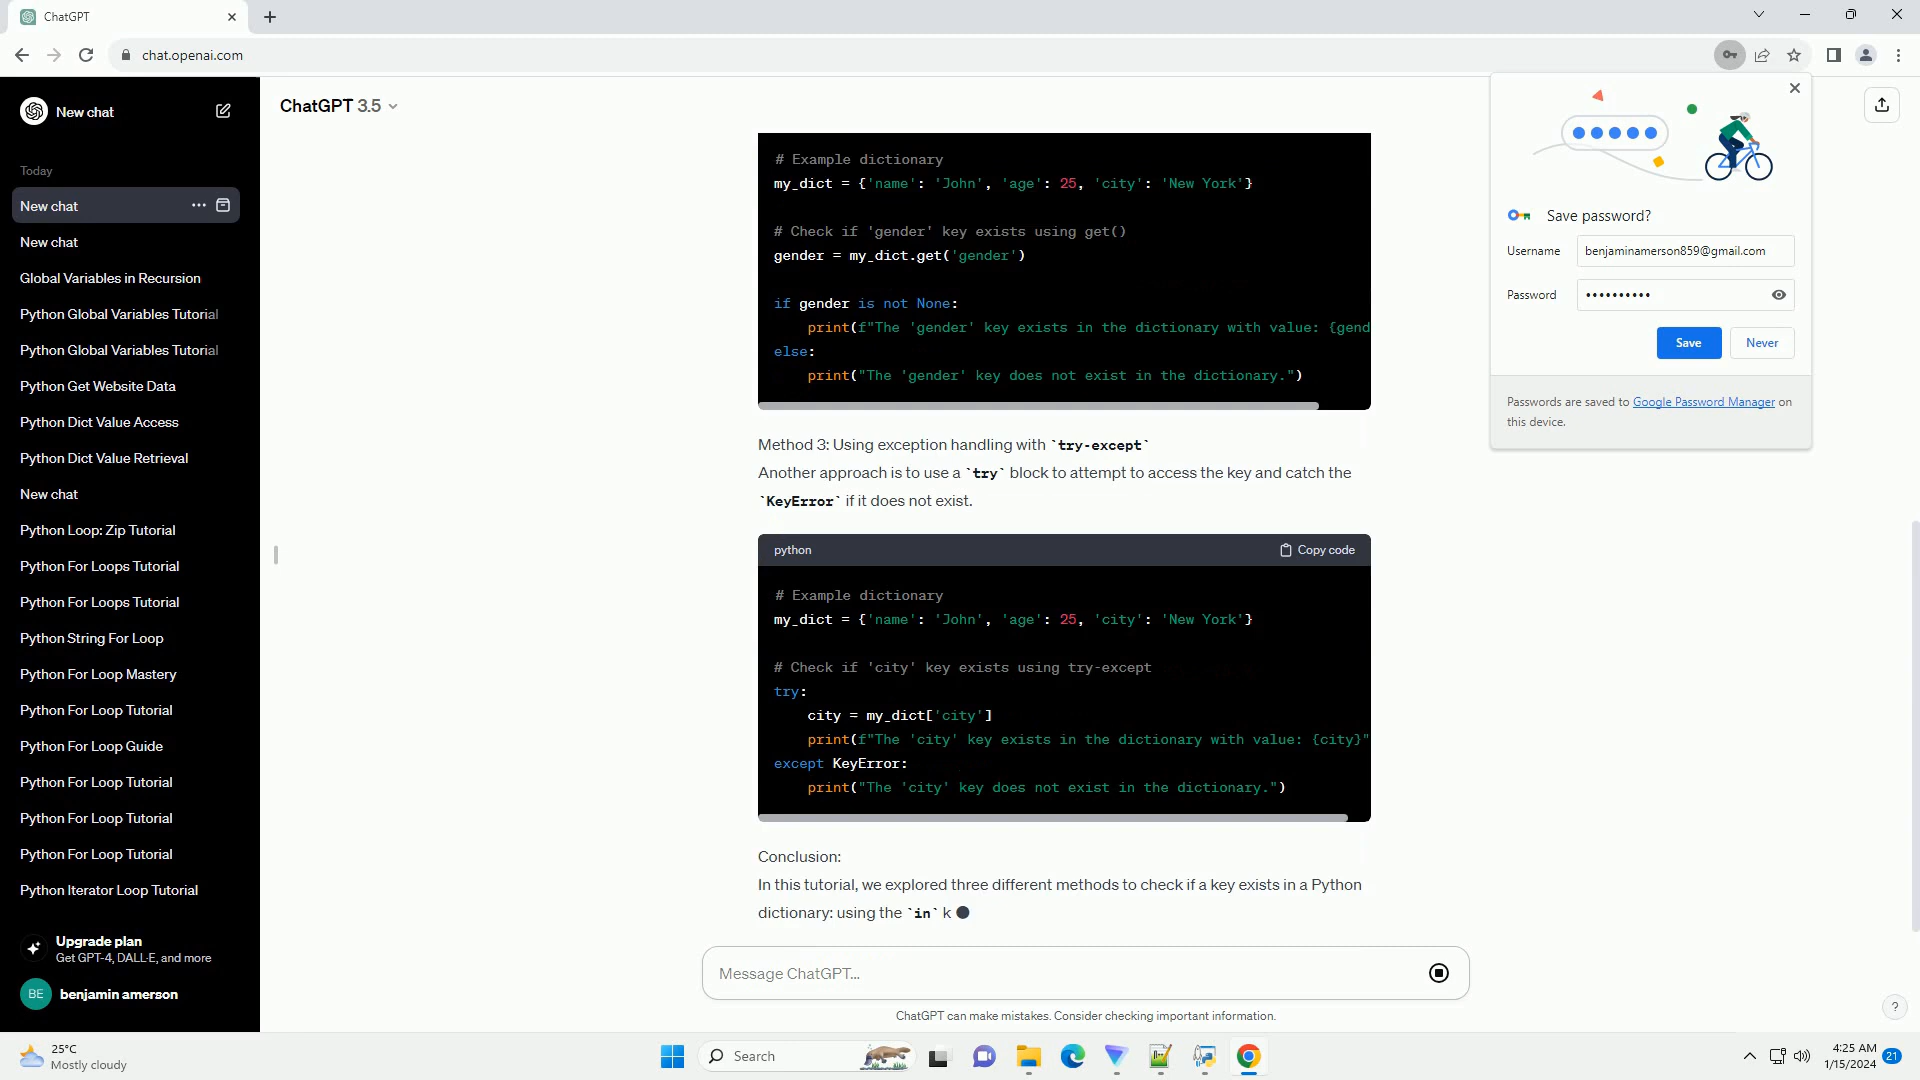 ChatGPT
chat.openai.com
New chat
Today
New chat
New chat
Global Variables in Recursion
Python Global Variables Tutorial
Python Global Variables Tutorial
Python Get Website Data
Python Dict Value Access
Python Dict Value Retrieval
New chat
Python Loop: Zip Tutorial
Python For Loops Tutorial
Python For Loops Tutorial
Python String For Loop
Python For Loop Mastery
Python For Loop Tutorial
Python For Loop Guide
Python For Loop Tutorial
Python For Loop Tutorial
Python For Loop Tutorial
Python Iterator Loop Tutorial
Upgrade plan
Get GPT-4, DALL·E, and more
BE
benjamin amerson
ChatGPT 3.5
# Example dictionary
my_dict = {'name': 'John', 'age': 25, 'city': 'New York'}
# Check if 'gender' key exists using get()
gender = my_dict.get('gender')
if gender is not None:
print(f"The 'gender' key exists in the dictionary with value: {gend
else:
print("The 'gender' key does not exist in the dictionary.")
Method 3: Using exception handling with `try-except`
Another approach is to use a `try` block to attempt to access the key and catch the
`KeyError` if it does not exist.
python
Copy code
# Example dictionary
my_dict = {'name': 'John', 'age': 25, 'city': 'New York'}
# Check if 'city' key exists using try-except
try:
city = my_dict['city']
print(f"The 'city' key exists in the dictionary with value: {city}"
except KeyError:
print("The 'city' key does not exist in the dictionary.")
Conclusion:
In this tutorial, we explored three different methods to check if a key exists in a Python
dictionary: using the `in` k
Message ChatGPT...
ChatGPT can make mistakes. Consider checking important information.
?
Save password?
Username
benjaminamerson859@gmail.com
Password
••••••••••
Save
Never
Passwords are saved to Google Password Manager on
this device.
25°C
Mostly cloudy
Search
4:25 AM
1/15/2024
21